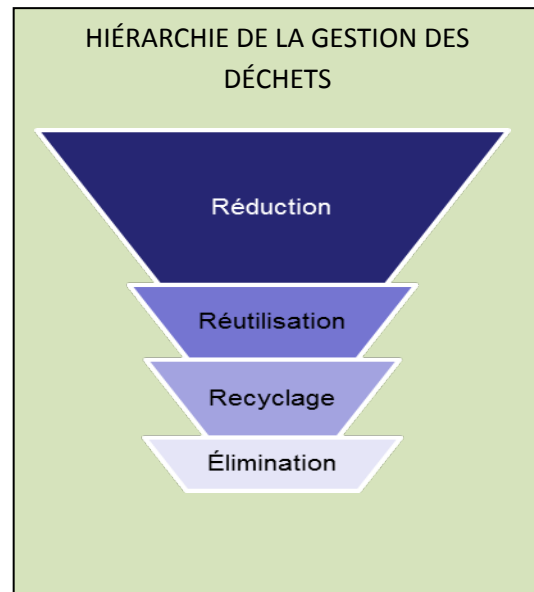 HIÉRARCHIE DE LA GESTION DES
DÉCHETS
Réduction
Réutilisation
Recyclage
Élimination